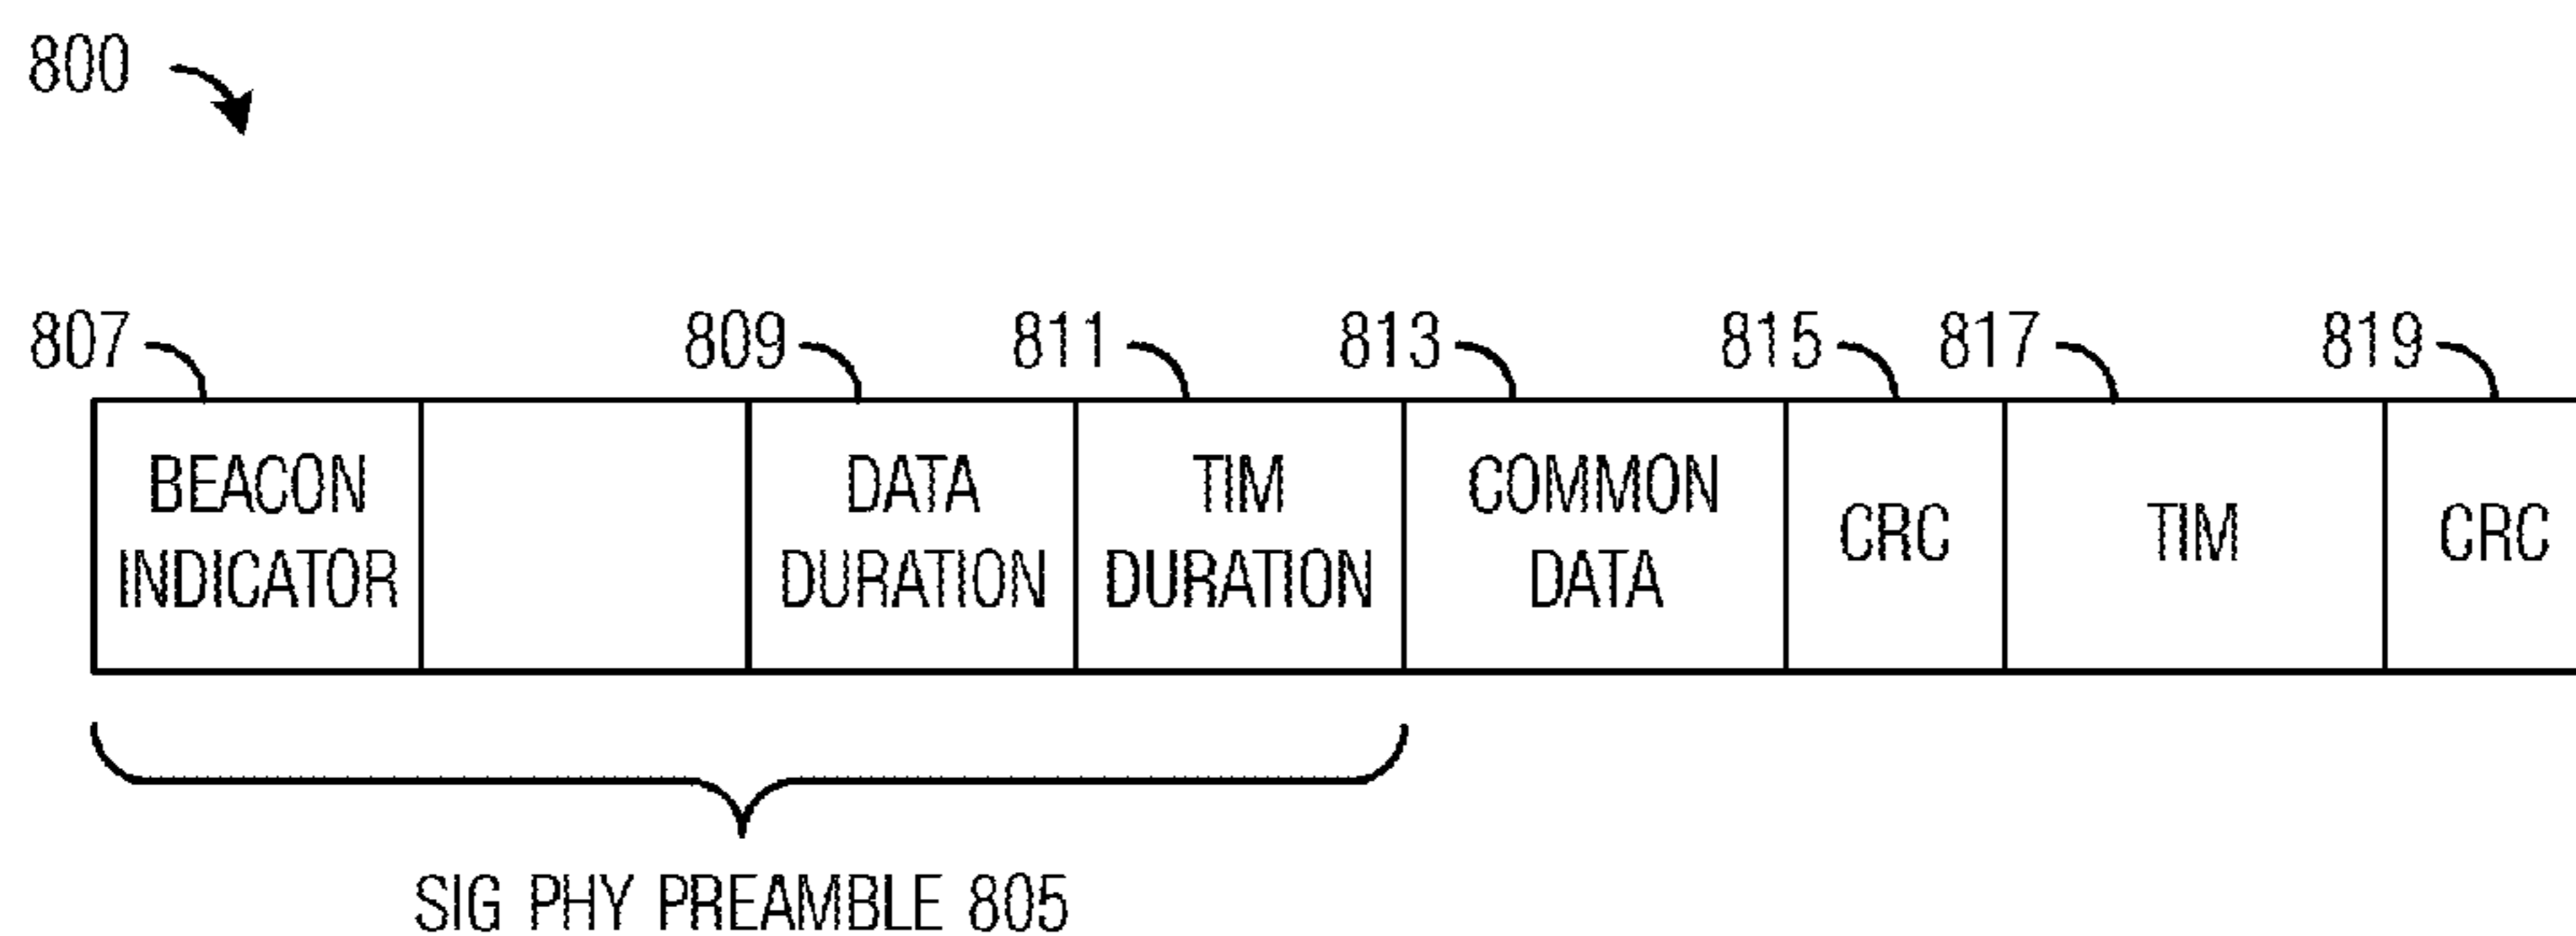 800
807 809 811 813 815 817 819
BEACON INDICATOR
DATA DURATION
TIM DURATION
COMMON DATA
CRC
TIM
CRC
SIG PHY PREAMBLE 805